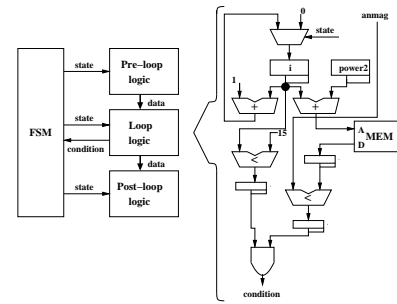 0
anmag
state
FSM
state
Pre−loop
logic
data
state
Loop
logic
condition
data
state
Post−loop
logic
i
power2
1
+
+
15
A
D
MEM
<
<
condition